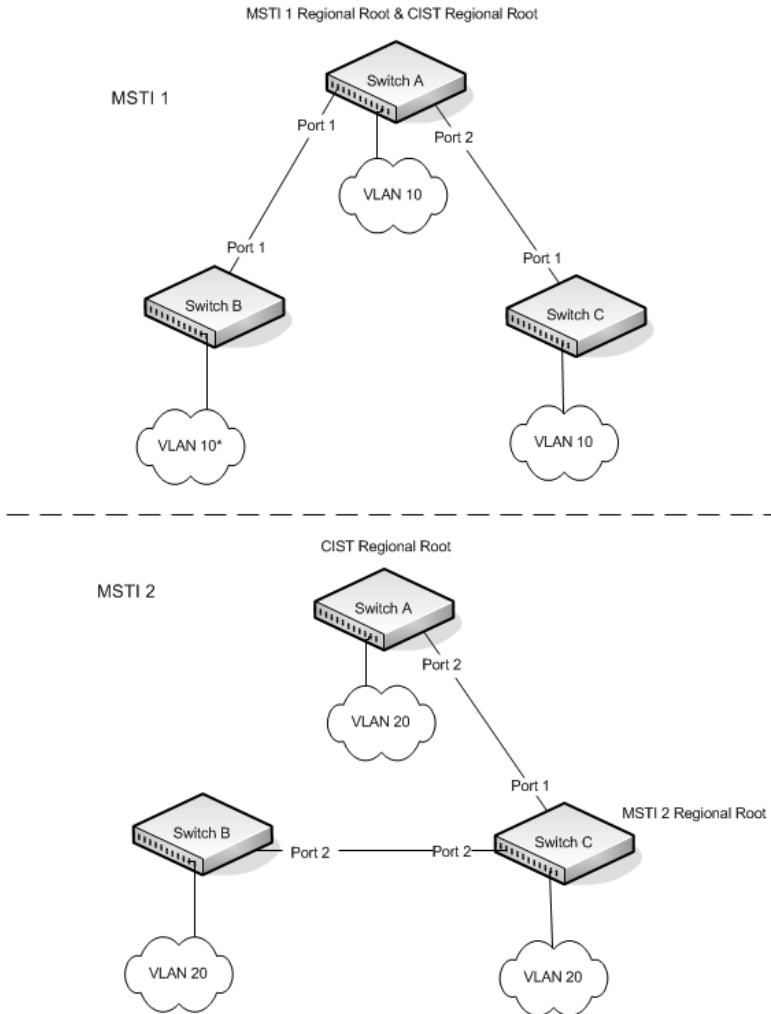 MSTI 1 Regional Root & CIST Regional Root
MSTI 1
Switch A
Port 1
Port 2
VLAN 10
Port 1
Port 1
Switch B
Switch C
VLAN 10*
VLAN 10
CIST Regional Root
MSTI 2
Switch A
Port 2
VLAN 20
Port 1
MSTI 2 Regional Root
Switch B
Switch C
Port 2
Port 2
VLAN 20
VLAN 20